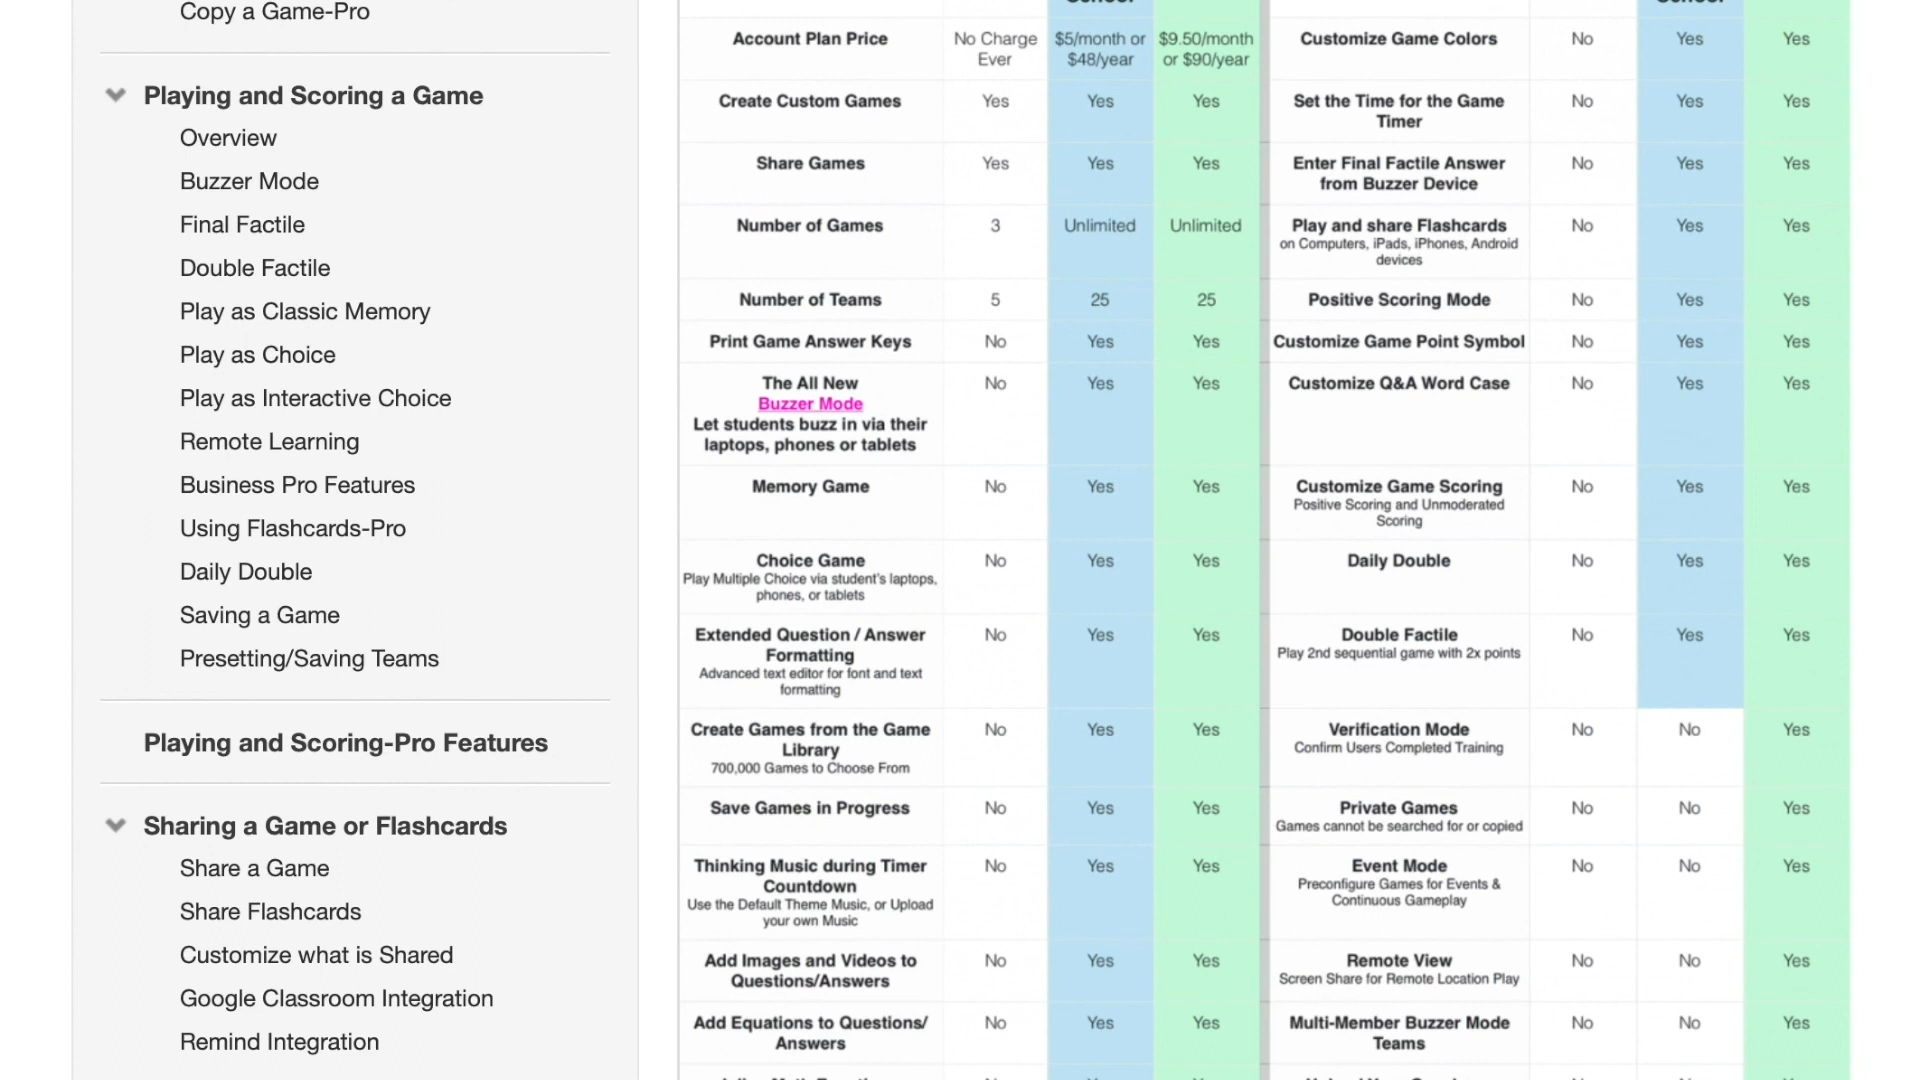 Copy a Game-Pro
Playing and Scoring a Game
Overview
Buzzer Mode
Final Factile
Double Factile
Play as Classic Memory
Play as Choice
Play as Interactive Choice
Remote Learning
Business Pro Features
Using Flashcards-Pro
Daily Double
Saving a Game
Presetting/Saving Teams
Playing and Scoring-Pro Features
Sharing a Game or Flashcards
Share a Game
Share Flashcards
Customize what is Shared
Google Classroom Integration
Remind Integration
Account Plan Price No Charge $5/month or $9.50/month
Ever $48/year or $90/year
Create Custom Games Yes Yes Yes
Share Games Yes Yes Yes
Number of Games 3 Unlimited Unlimited
Number of Teams 5 25 25
Print Game Answer Keys No Yes Yes
The All New No Yes Yes
Buzzer Mode
Let students buzz in via their
laptops, phones or tablets
Memory Game No Yes Yes
Choice Game No Yes Yes
Play Multiple Choice via student's laptops,
phones, or tablets
Extended Question / Answer No Yes Yes
Formatting
Advanced text editor for font and text
formatting
Create Games from the Game No Yes Yes
Library
700,000 Games to Choose From
Save Games in Progress No Yes Yes
Thinking Music during Timer No Yes Yes
Countdown
Use the Default Theme Music, or Upload
your own Music
Add Images and Videos to No Yes Yes
Questions/Answers
Add Equations to Questions/ No Yes Yes
Answers
Customize Game Colors No Yes Yes
Set the Time for the Game No Yes Yes
Timer
Enter Final Factile Answer No Yes Yes
from Buzzer Device
Play and share Flashcards No Yes Yes
on Computers, iPads, iPhones, Android
devices
Positive Scoring Mode No Yes Yes
Customize Game Point Symbol No Yes Yes
Customize Q&A Word Case No Yes Yes
Customize Game Scoring No Yes Yes
Positive Scoring and Unmoderated
Scoring
Daily Double No Yes Yes
Double Factile No Yes Yes
Play 2nd sequential game with 2x points
Verification Mode No No Yes
Confirm Users Completed Training
Private Games No No Yes
Games cannot be searched for or copied
Event Mode No No Yes
Preconfigure Games for Events &
Continuous Gameplay
Remote View No No Yes
Screen Share for Remote Location Play
Multi-Member Buzzer Mode No No Yes
Teams